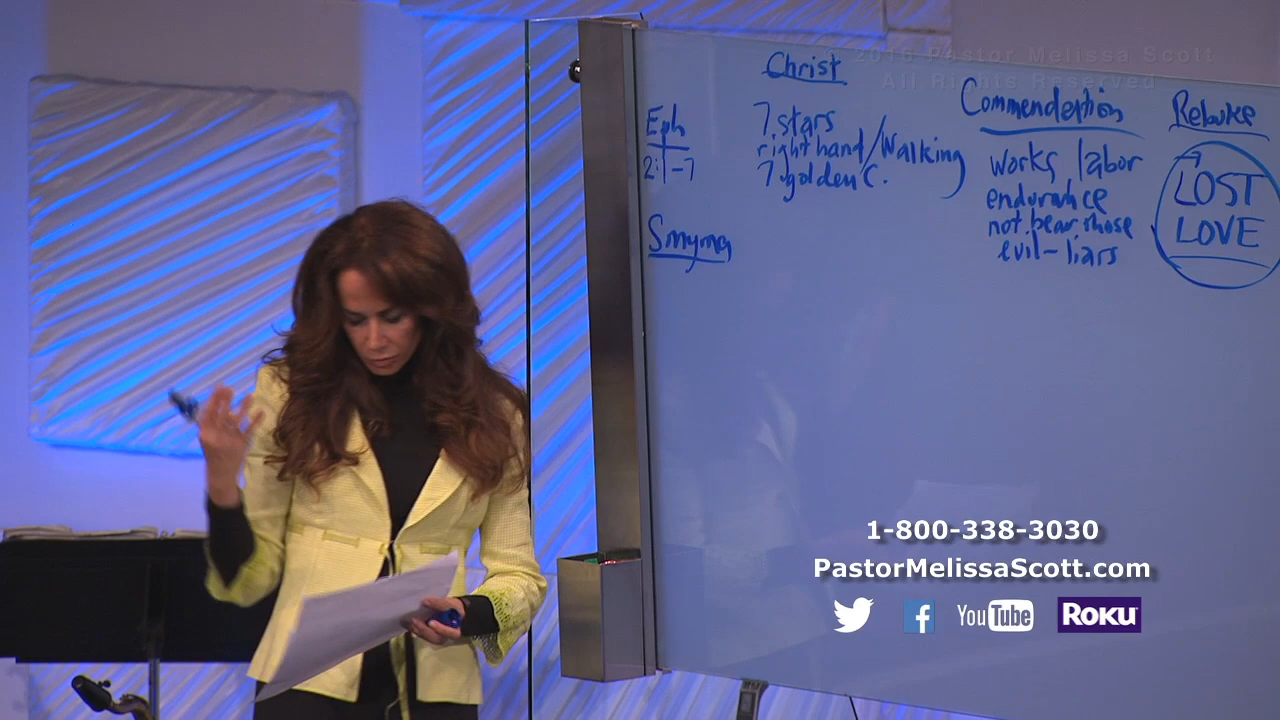 © 2016 Pastor Melissa Scott
All Rights Reserved
Christ
Commendation
Rebuke
Eph
2:1-7
7 stars
right hand/Walking
7 golden C.
works labor
endurance
not bear those
evil-liars
LOST
LOVE
Smyrna
1-800-338-3030
PastorMelissaScott.com
YouTube
ROKU